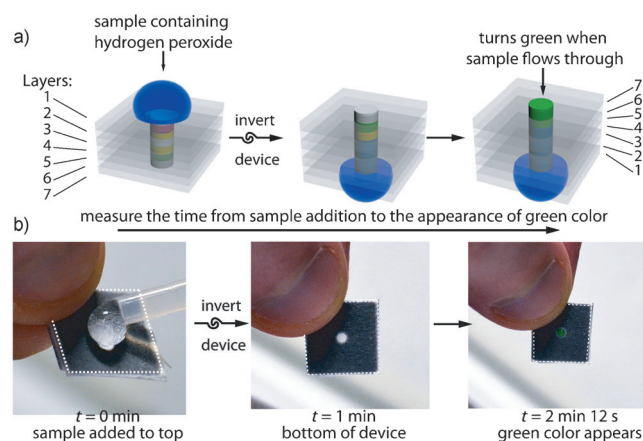 a)
sample containing
hydrogen peroxide
Layers:
1
2
3
4
5
6
7
invert
device
turns green when
sample flows through
7
6
5
4
3
2
1
measure the time from sample addition to the appearance of green color
b)
invert
device
t = 0 min
sample added to top
t = 1 min
bottom of device
t = 2 min 12 s
green color appears